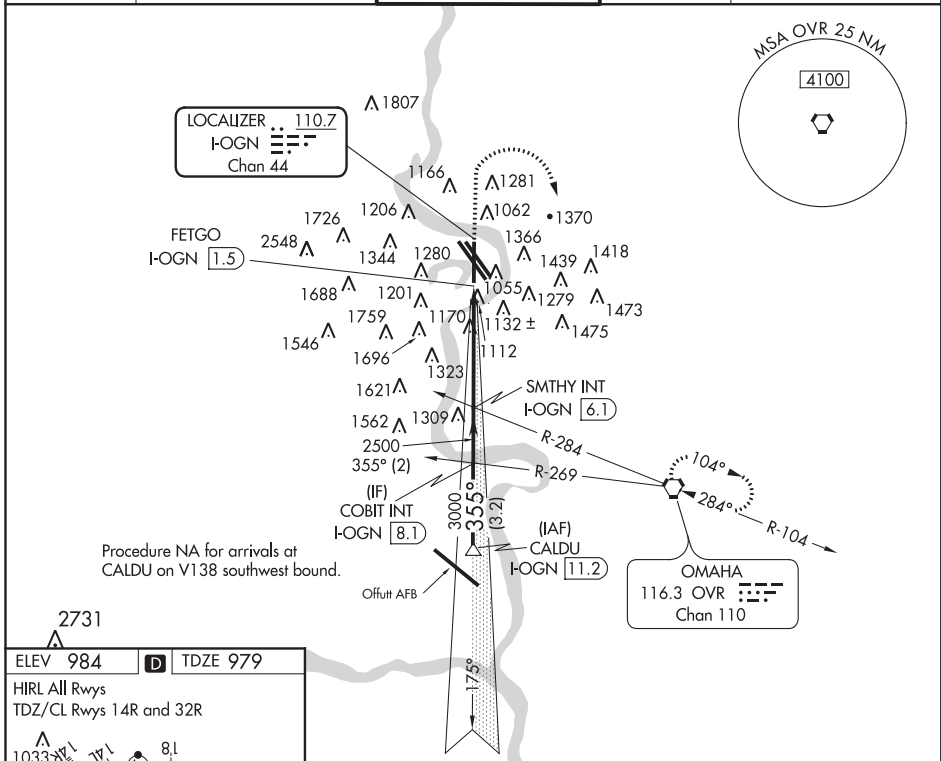 MSA OVR 25 NM
4100
1807
LOCALIZER 110.7
I-OGN
Chan 44
1166
1281
1206
1062
1370
1726
FETGO
I-OGN 1.5
2548
1344
1280
1366
1439
1418
1688
1201
1055
1279
1473
1759
1170
1132 ±
1475
1546
1696
1323
1112
1621
SMTHY INT
I-OGN 6.1
1562
1309
R-284
2500
355° (2)
R-269
104°
(IF)
COBIT INT
I-OGN 8.1
3000
355°
(3.2)
284°
R-104
(IAF)
CALDU
I-OGN 11.2
Procedure NA for arrivals at
CALDU on V138 southwest bound.
Offutt AFB
OMAHA
116.3 OVR
Chan 110
2731
175°
ELEV 984 D TDZE 979
HIRL All Rwys
TDZ/CL Rwys 14R and 32R
1033
14R
14L
18